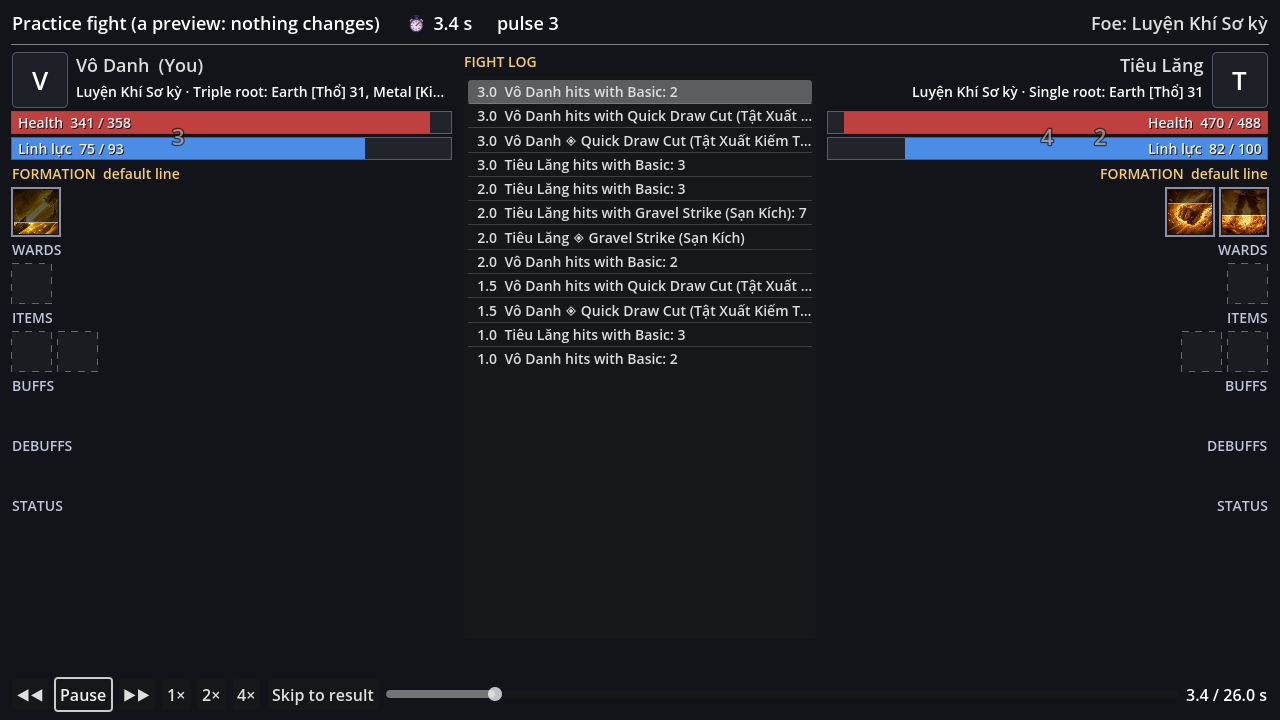 Practice fight (a preview: nothing changes) 3.4 s pulse 3 Foe: Luyện Khí Sơ kỳ
V Vô Danh (You)
Luyện Khí Sơ kỳ · Triple root: Earth [Thổ] 31, Metal [Ki...
Health 341 / 358
3
Linh lực 75 / 93
FORMATION default line
WARDS
ITEMS
BUFFS
DEBUFFS
STATUS
FIGHT LOG
3.0 Vô Danh hits with Basic: 2
3.0 Vô Danh hits with Quick Draw Cut (Tật Xuất ...
3.0 Vô Danh ◈ Quick Draw Cut (Tật Xuất Kiếm T...
3.0 Tiêu Lăng hits with Basic: 3
2.0 Tiêu Lăng hits with Basic: 3
2.0 Tiêu Lăng hits with Gravel Strike (Sạn Kích): 7
2.0 Tiêu Lăng ◈ Gravel Strike (Sạn Kích)
2.0 Vô Danh hits with Basic: 2
1.5 Vô Danh hits with Quick Draw Cut (Tật Xuất ...
1.5 Vô Danh ◈ Quick Draw Cut (Tật Xuất Kiếm T...
1.0 Tiêu Lăng hits with Basic: 3
1.0 Vô Danh hits with Basic: 2
Tiêu Lăng T
Luyện Khí Sơ kỳ · Single root: Earth [Thổ] 31
Health 470 / 488
4 2
Linh lực 82 / 100
FORMATION default line
WARDS
ITEMS
BUFFS
DEBUFFS
STATUS
◀◀ Pause ▶▶ 1× 2× 4× Skip to result 3.4 / 26.0 s